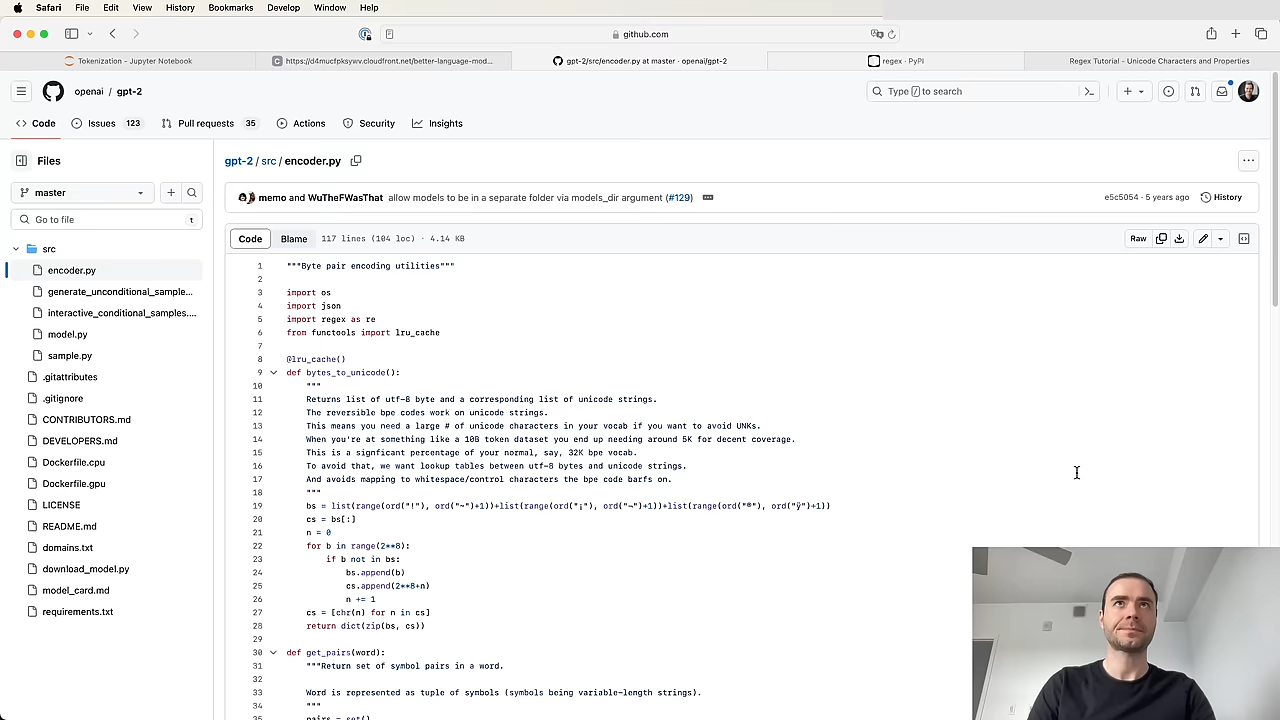 Safari File Edit View History Bookmarks Develop Window Help
github.com
Tokenization - Jupyter Notebook
https://d4mucfpksywv.cloudfront.net/better-language-mod...
gpt-2/src/encoder.py at master · openai/gpt-2
regex · PyPI
Regex Tutorial - Unicode Characters and Properties
openai / gpt-2
Type / to search
Code Issues 123 Pull requests 35 Actions Security Insights
Files
master
Go to file t
src
encoder.py
generate_unconditional_sample...
interactive_conditional_samples....
model.py
sample.py
.gitattributes
.gitignore
CONTRIBUTORS.md
DEVELOPERS.md
Dockerfile.cpu
Dockerfile.gpu
LICENSE
README.md
domains.txt
download_model.py
model_card.md
requirements.txt
gpt-2 / src / encoder.py
memo and WuTheFWasThat allow models to be in a separate folder via models_dir argument (#129) e5c5054 · 5 years ago History
Code Blame 117 lines (104 loc) · 4.14 KB Raw
1 """Byte pair encoding utilities"""
2
3 import os
4 import json
5 import regex as re
6 from functools import lru_cache
7
8 @lru_cache()
9 def bytes_to_unicode():
10 """
11 Returns list of utf-8 byte and a corresponding list of unicode strings.
12 The reversible bpe codes work on unicode strings.
13 This means you need a large # of unicode characters in your vocab if you want to avoid UNKs.
14 When you're at something like a 10B token dataset you end up needing around 5K for decent coverage.
15 This is a signficant percentage of your normal, say, 32K bpe vocab.
16 To avoid that, we want lookup tables between utf-8 bytes and unicode strings.
17 And avoids mapping to whitespace/control characters the bpe code barfs on.
18 """
19 bs = list(range(ord("!"), ord("~")+1))+list(range(ord("¡"), ord("¬")+1))+list(range(ord("®"), ord("ÿ")+1))
20 cs = bs[:]
21 n = 0
22 for b in range(2**8):
23 if b not in bs:
24 bs.append(b)
25 cs.append(2**8+n)
26 n += 1
27 cs = [chr(n) for n in cs]
28 return dict(zip(bs, cs))
29
30 def get_pairs(word):
31 """Return set of symbol pairs in a word.
32
33 Word is represented as tuple of symbols (symbols being variable-length strings).
34 """
35 pairs = set()